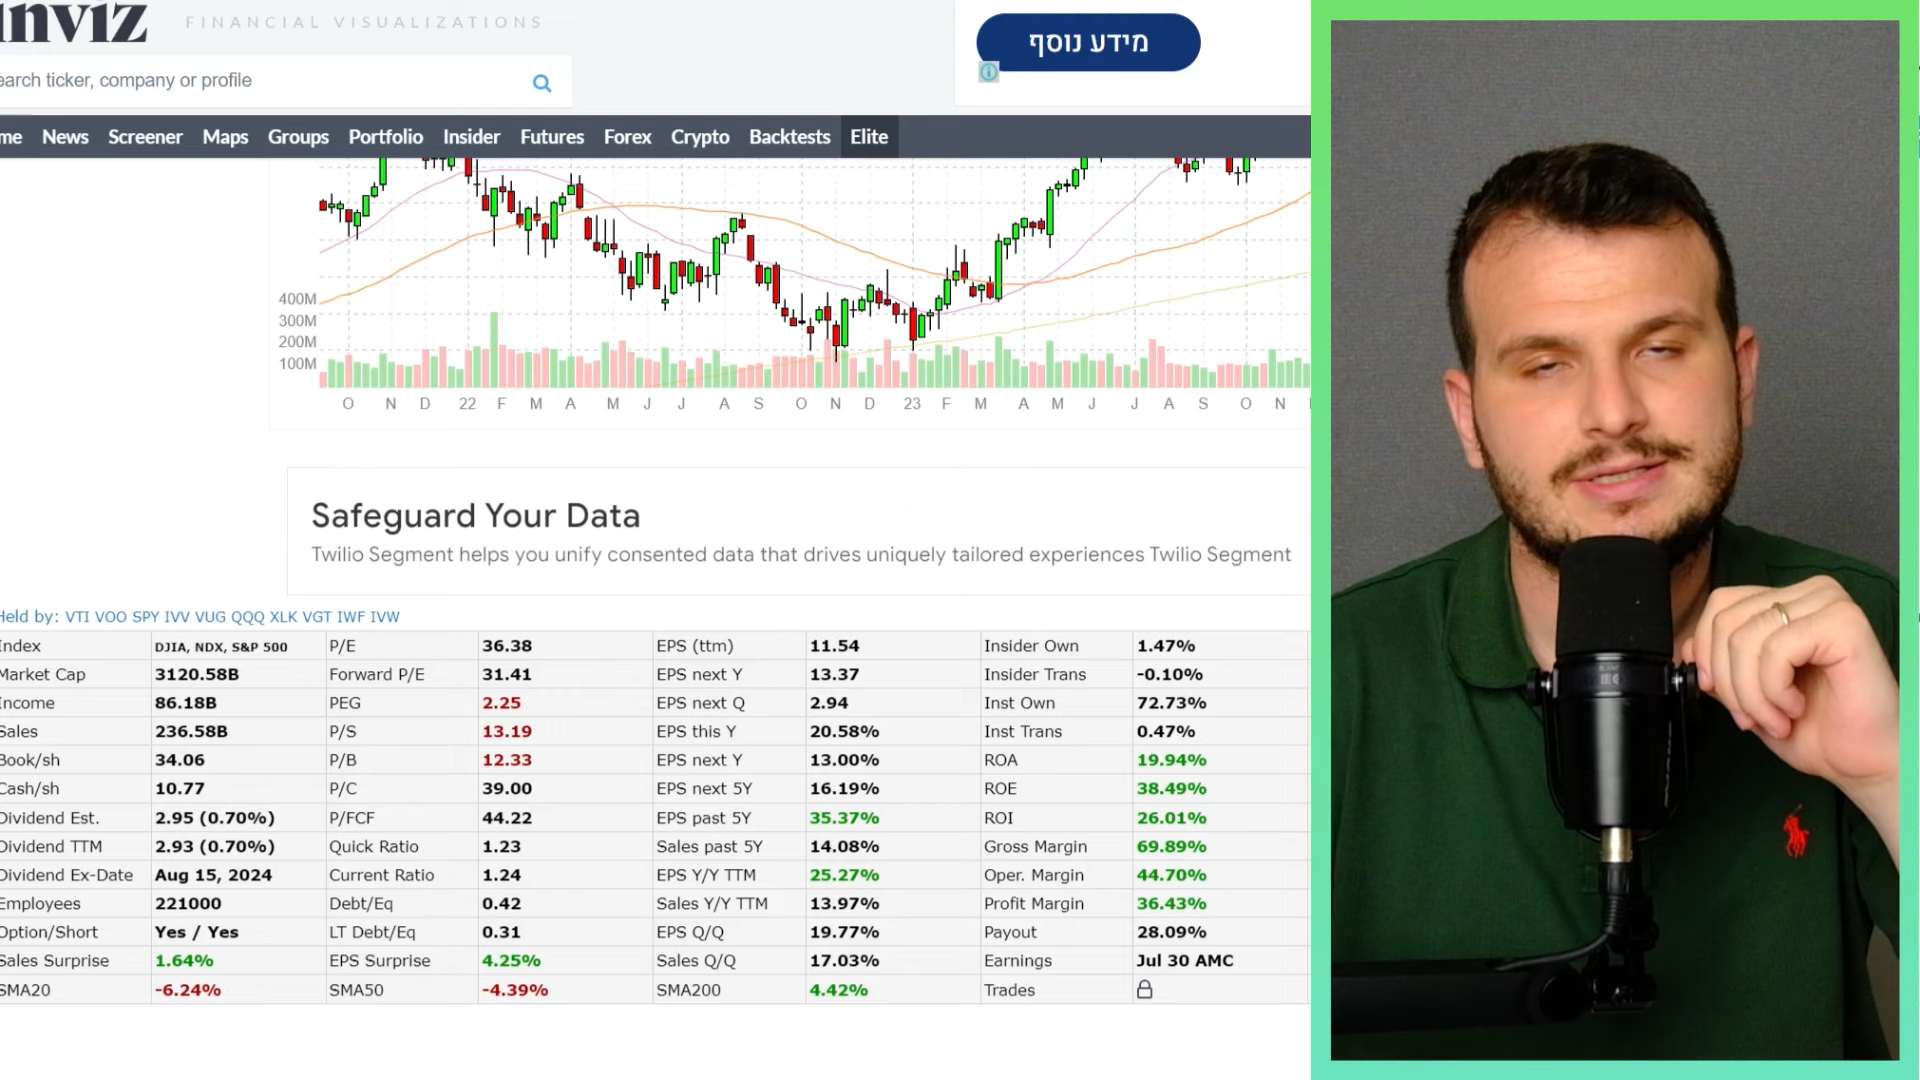 inviz FINANCIAL VISUALIZATIONS
מידע נוסף
earch ticker, company or profile
me News Screener Maps Groups Portfolio Insider Futures Forex Crypto Backtests Elite
400M
300M
200M
100M
O N D 22 F M A M J J A S O N D 23 F M A M J J A S O N
Safeguard Your Data
Twilio Segment helps you unify consented data that drives uniquely tailored experiences Twilio Segment
Held by: VTI VOO SPY IVV VUG QQQ XLK VGT IWF IVW
Index DJIA, NDX, S&P 500 P/E 36.38 EPS (ttm) 11.54 Insider Own 1.47%
Market Cap 3120.58B Forward P/E 31.41 EPS next Y 13.37 Insider Trans -0.10%
Income 86.18B PEG 2.25 EPS next Q 2.94 Inst Own 72.73%
Sales 236.58B P/S 13.19 EPS this Y 20.58% Inst Trans 0.47%
Book/sh 34.06 P/B 12.33 EPS next Y 13.00% ROA 19.94%
Cash/sh 10.77 P/C 39.00 EPS next 5Y 16.19% ROE 38.49%
Dividend Est. 2.95 (0.70%) P/FCF 44.22 EPS past 5Y 35.37% ROI 26.01%
Dividend TTM 2.93 (0.70%) Quick Ratio 1.23 Sales past 5Y 14.08% Gross Margin 69.89%
Dividend Ex-Date Aug 15, 2024 Current Ratio 1.24 EPS Y/Y TTM 25.27% Oper. Margin 44.70%
Employees 221000 Debt/Eq 0.42 Sales Y/Y TTM 13.97% Profit Margin 36.43%
Option/Short Yes / Yes LT Debt/Eq 0.31 EPS Q/Q 19.77% Payout 28.09%
Sales Surprise 1.64% EPS Surprise 4.25% Sales Q/Q 17.03% Earnings Jul 30 AMC
SMA20 -6.24% SMA50 -4.39% SMA200 4.42% Trades